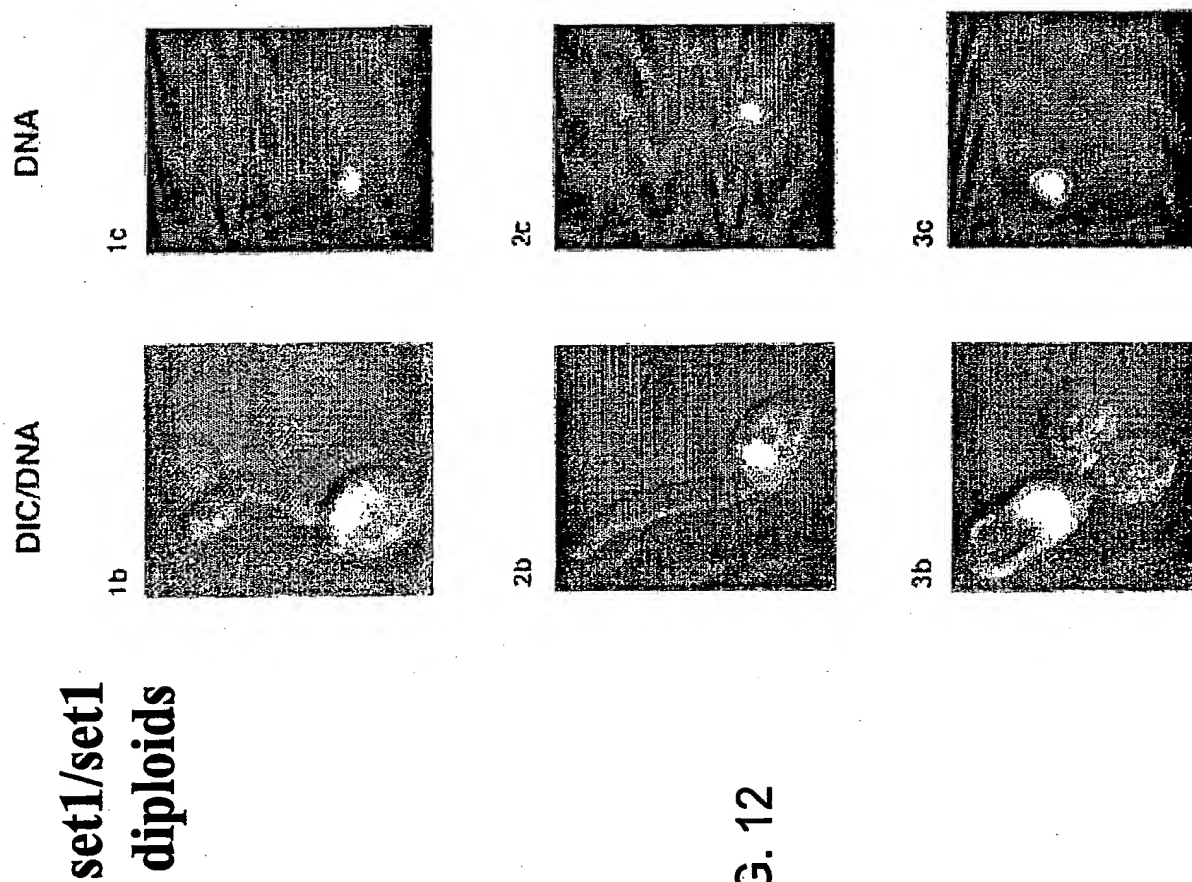 DIC/DNA
DNA
set1/set1
diploids
1b
1c
2b
2c
G. 12
3b
3c